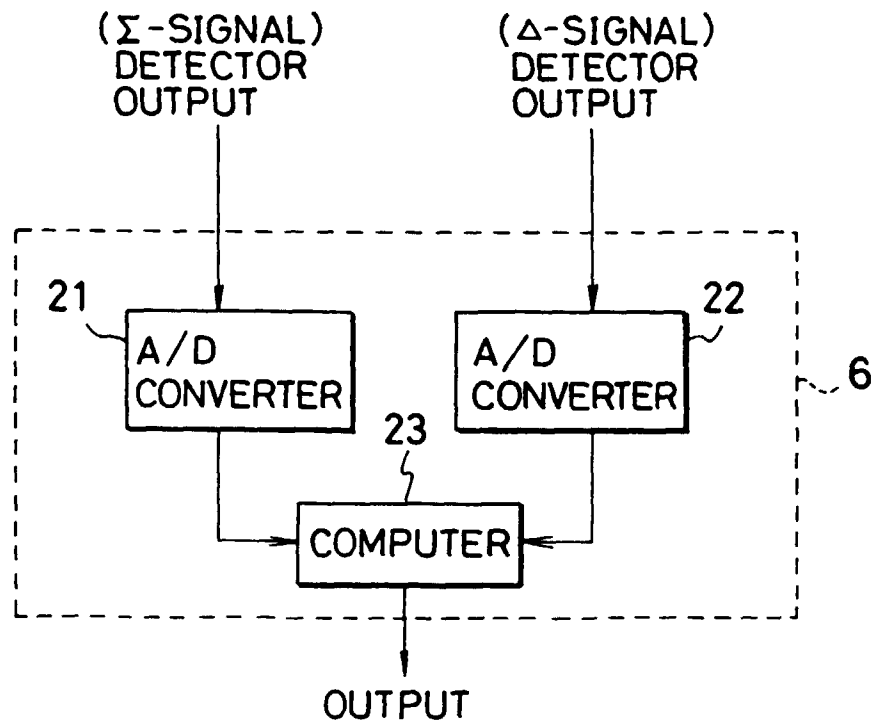 (Σ-SIGNAL)
DETECTOR
OUTPUT
(Δ-SIGNAL)
DETECTOR
OUTPUT
21
A/D
CONVERTER
22
A/D
CONVERTER
6
23
COMPUTER
OUTPUT